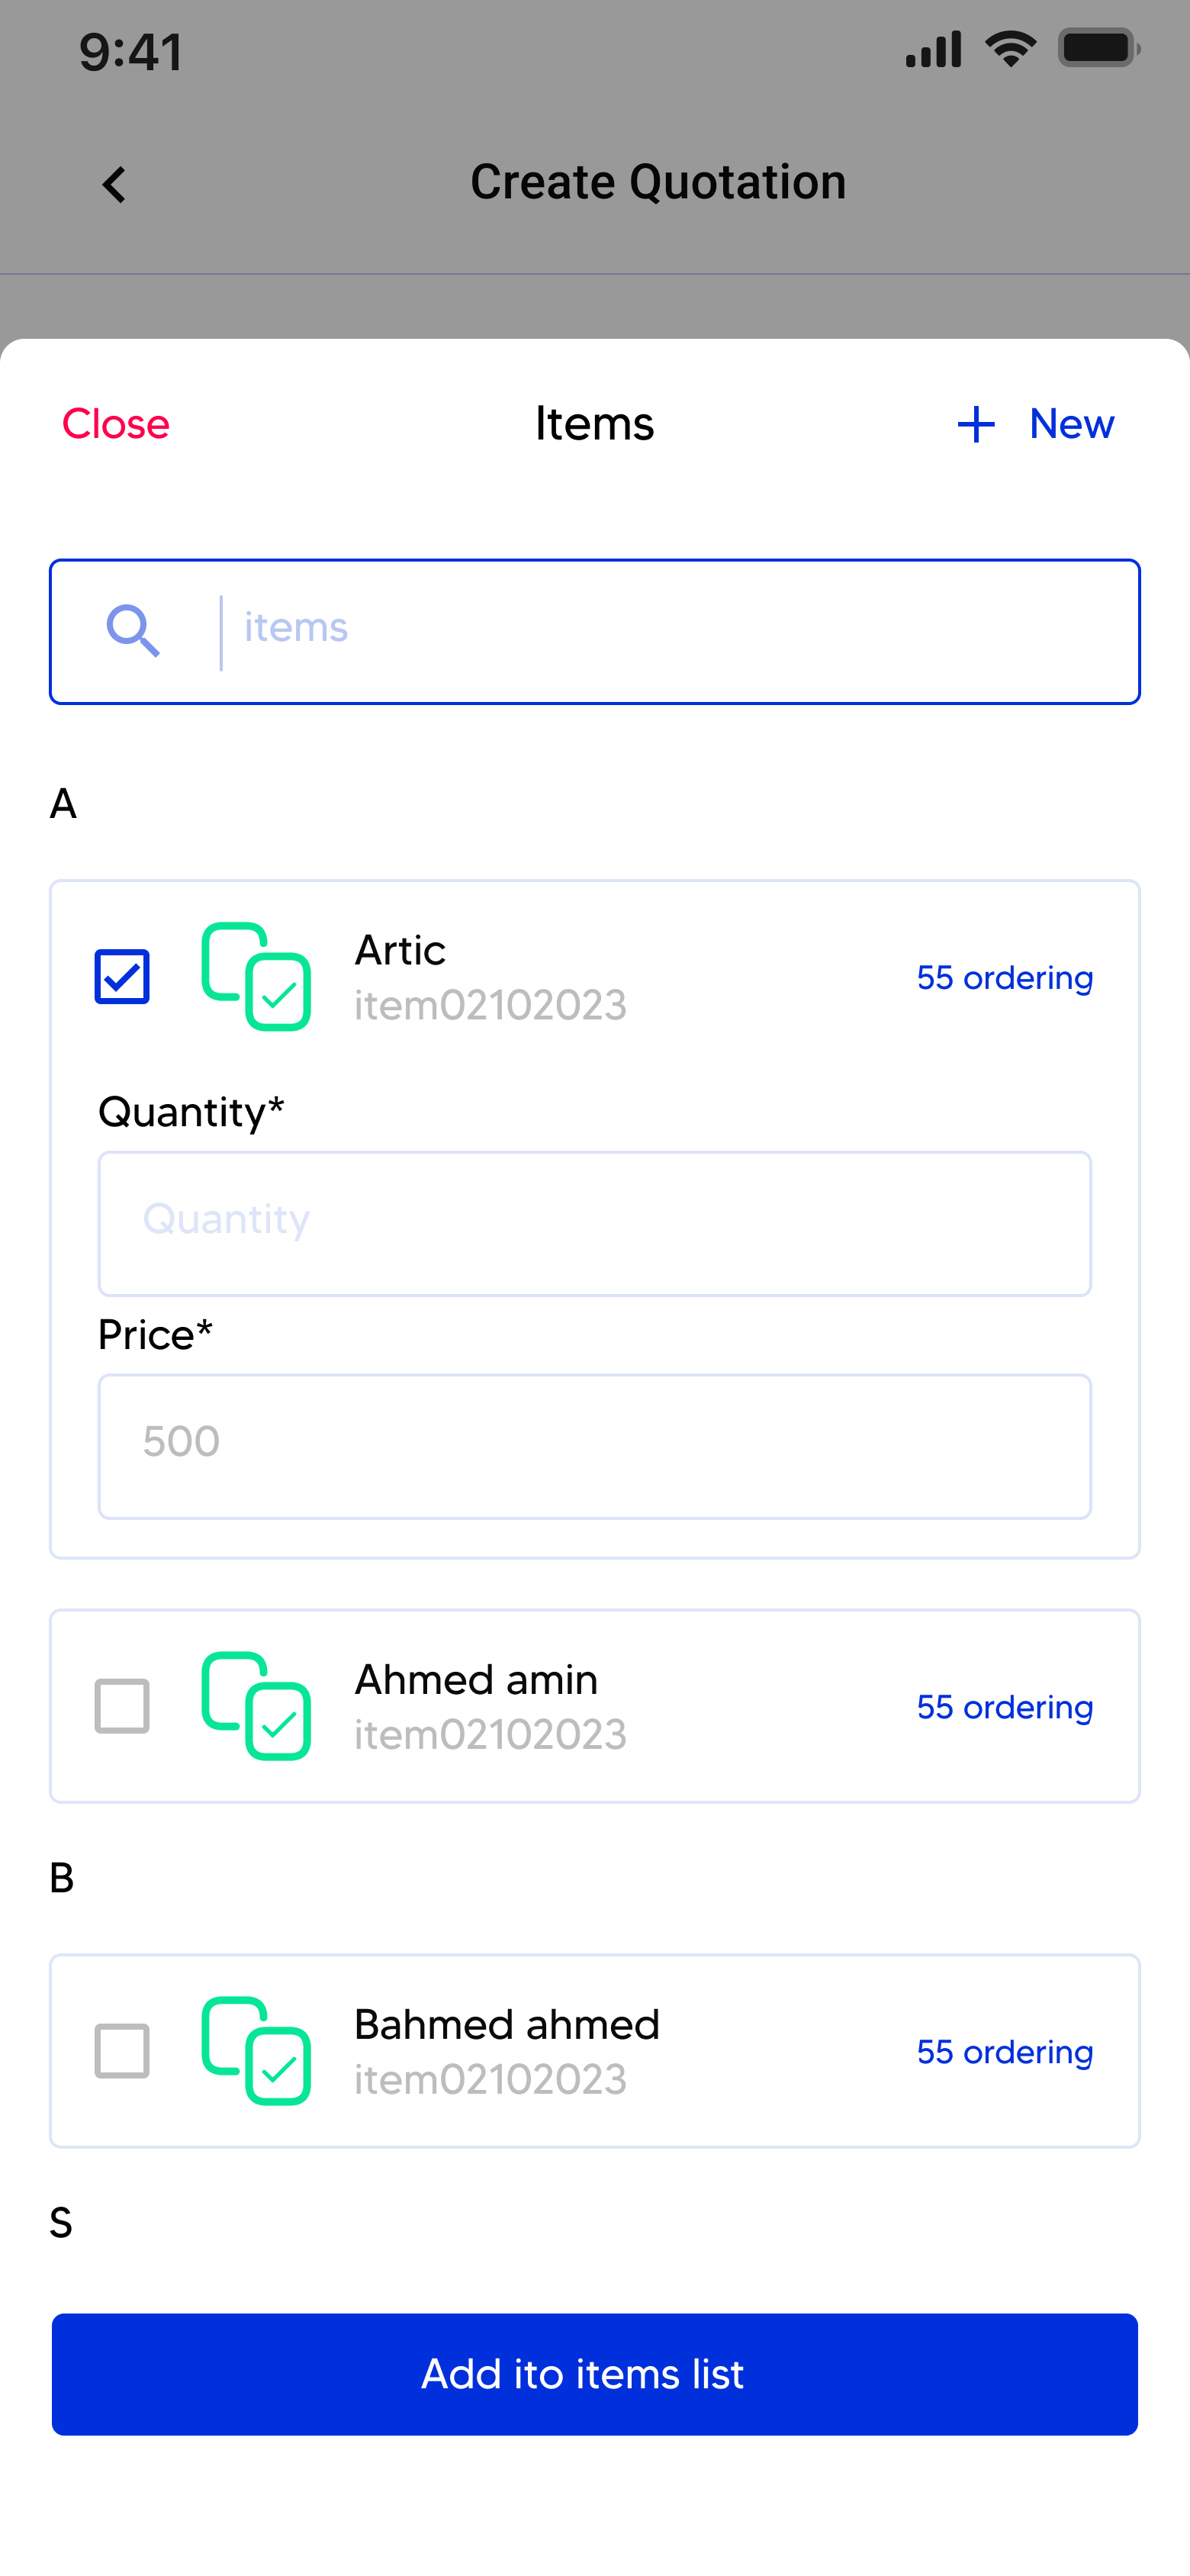 9:41
Create Quotation
Close Items + New
items
A
Artic
item02102023
55 ordering
Quantity*
Quantity
Price*
500
Ahmed amin
item02102023
55 ordering
B
Bahmed ahmed
item02102023
55 ordering
S
Add ito items list